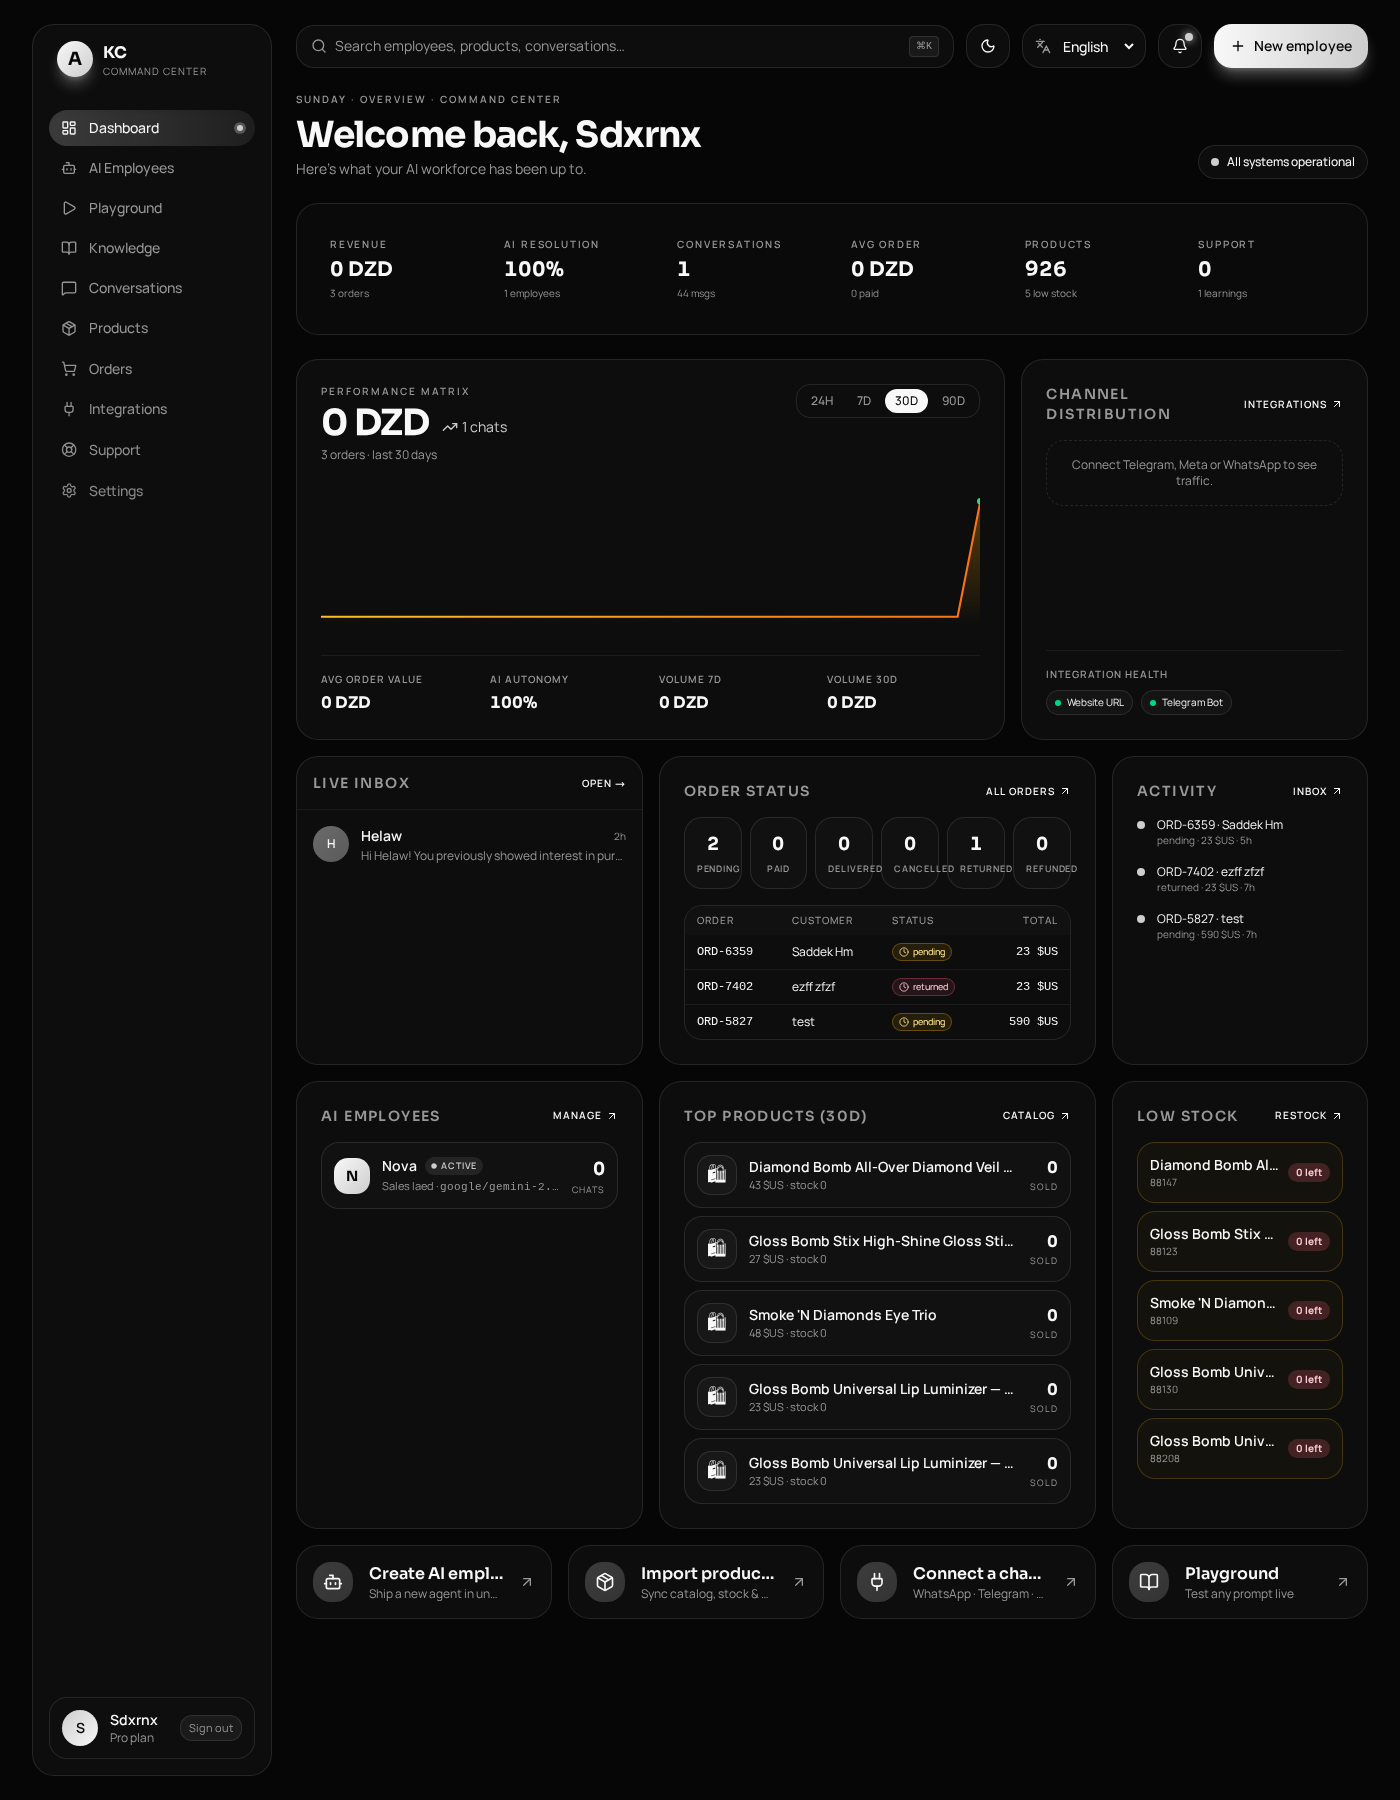 A
KC
COMMAND CENTER
Dashboard
AI Employees
Playground
Knowledge
Conversations
Products
Orders
Integrations
Support
Settings
S
Sdxrnx
Pro plan
Sign out
Search employees, products, conversations...
⌘K
English
New employee
SUNDAY · OVERVIEW · COMMAND CENTER
Welcome back, Sdxrnx
Here's what your AI workforce has been up to.
All systems operational
REVENUE
0 DZD
3 orders
AI RESOLUTION
100%
1 employees
CONVERSATIONS
1
44 msgs
AVG ORDER
0 DZD
0 paid
PRODUCTS
926
5 low stock
SUPPORT
0
1 learnings
PERFORMANCE MATRIX
0 DZD
1 chats
3 orders · last 30 days
24H 7D 30D 90D
AVG ORDER VALUE
0 DZD
AI AUTONOMY
100%
VOLUME 7D
0 DZD
VOLUME 30D
0 DZD
CHANNEL
DISTRIBUTION
INTEGRATIONS
Connect Telegram, Meta or WhatsApp to see
traffic.
INTEGRATION HEALTH
Website URL
Telegram Bot
LIVE INBOX
OPEN →
H
Helaw
2h
Hi Helaw! You previously showed interest in pur...
ORDER STATUS
ALL ORDERS
2
PENDING
0
PAID
0
DELIVERED
0
CANCELLED
1
RETURNED
0
REFUNDED
ORDER CUSTOMER STATUS TOTAL
ORD-6359 Saddek Hm pending 23 $US
ORD-7402 ezff zfzf returned 23 $US
ORD-5827 test pending 590 $US
ACTIVITY
INBOX
ORD-6359 · Saddek Hm
pending · 23 $US · 5h
ORD-7402 · ezff zfzf
returned · 23 $US · 7h
ORD-5827 · test
pending · 590 $US · 7h
AI EMPLOYEES
MANAGE
N
Nova
ACTIVE
Sales laed · google/gemini-2...
0
CHATS
TOP PRODUCTS (30D)
CATALOG
Diamond Bomb All-Over Diamond Veil ...
43 $US · stock 0
0
SOLD
Gloss Bomb Stix High-Shine Gloss Sti...
27 $US · stock 0
0
SOLD
Smoke 'N Diamonds Eye Trio
48 $US · stock 0
0
SOLD
Gloss Bomb Universal Lip Luminizer — ...
23 $US · stock 0
0
SOLD
Gloss Bomb Universal Lip Luminizer — ...
23 $US · stock 0
0
SOLD
LOW STOCK
RESTOCK
Diamond Bomb Al...
88147
0 left
Gloss Bomb Stix ...
88123
0 left
Smoke 'N Diamon...
88109
0 left
Gloss Bomb Univ...
88130
0 left
Gloss Bomb Univ...
88208
0 left
Create AI empl...
Ship a new agent in un...
Import produc...
Sync catalog, stock & ...
Connect a cha...
WhatsApp · Telegram · ...
Playground
Test any prompt live